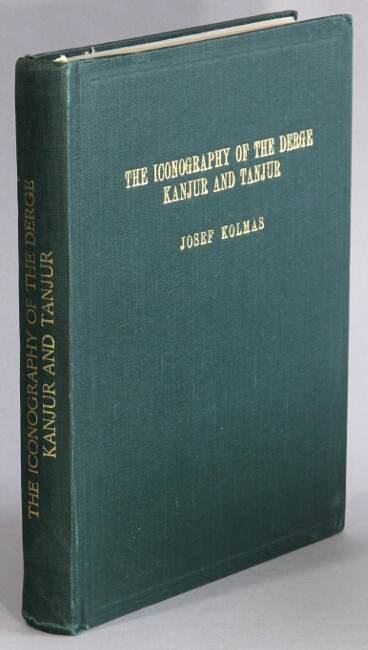 THE ICONOGRAPHY OF THE DERGE
KANJUR AND TANJUR
JOSEF KOLMAS
THE ICONOGRAPHY OF THE DERGE
KANJUR AND TANJUR